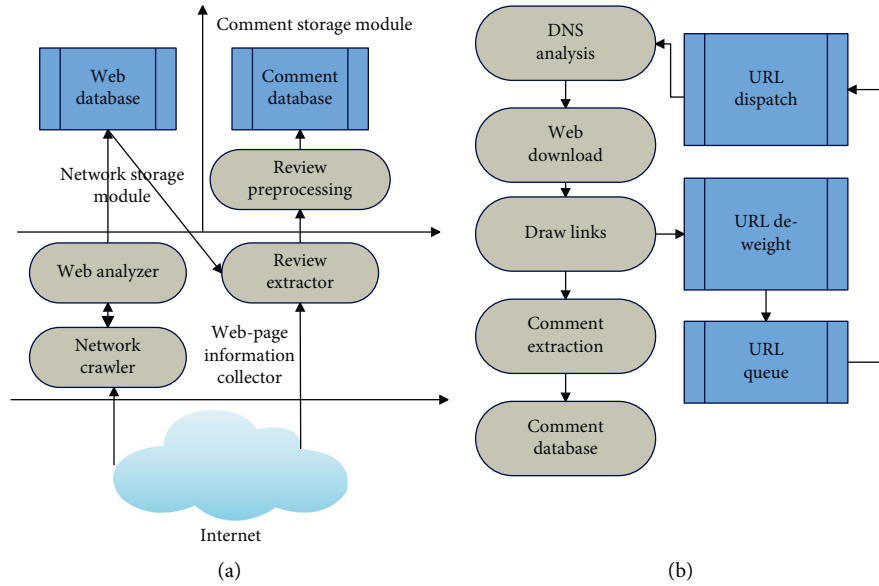 Comment storage module
Web
database
Comment
database
Network storage
module
Review
preprocessing
Web analyzer
Review
extractor
Network
crawler
Web-page
information
collector
Internet
(a)
DNS
analysis
URL
dispatch
Web
download
Draw links
URL de-
weight
Comment
extraction
URL
queue
Comment
database
(b)